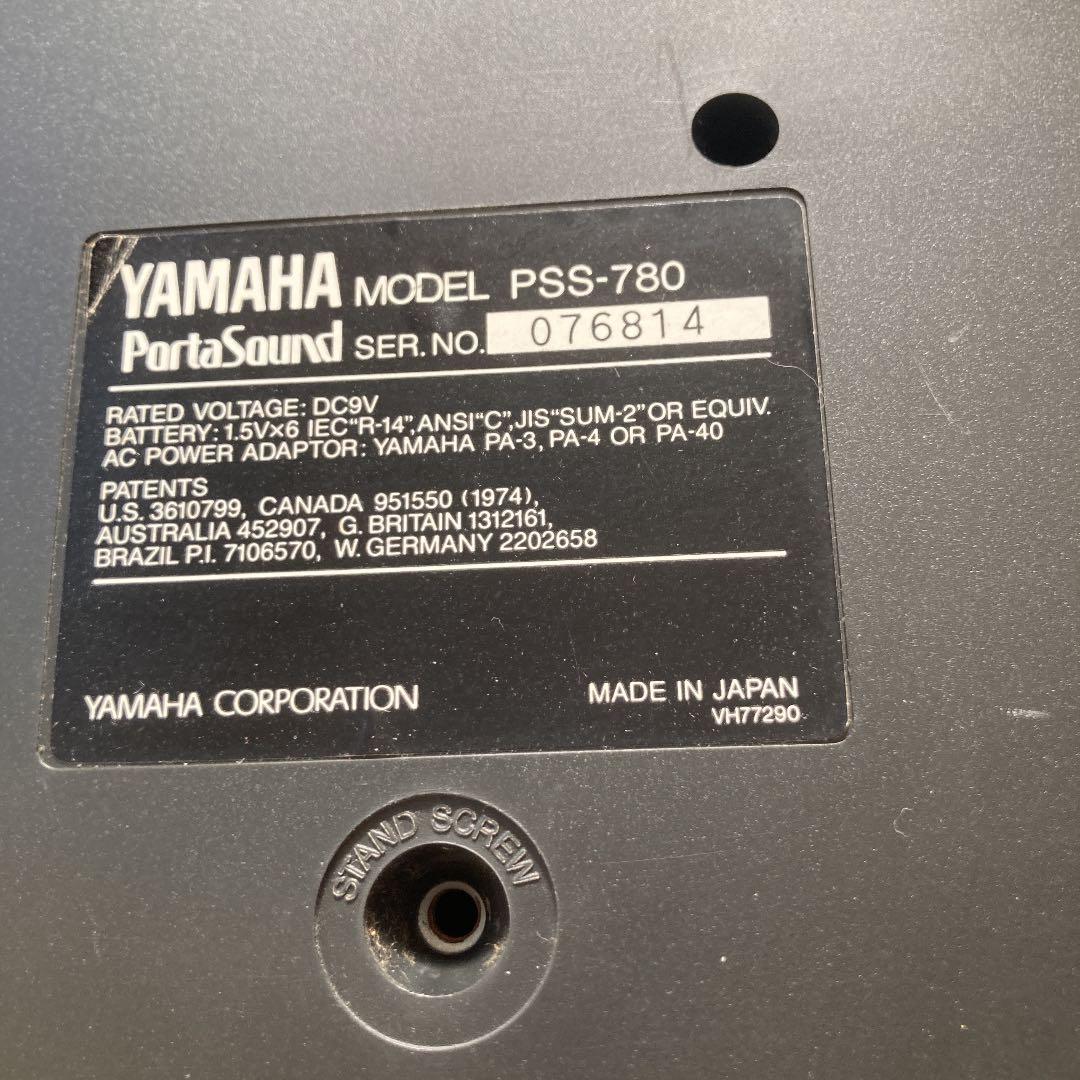 YAMAHA MODEL PSS-780
PortaSound SER. NO. 076814
RATED VOLTAGE: DC9V
BATTERY: 1.5V×6 IEC“R-14”, ANSI“C”, JIS“SUM-2” OR EQUIV.
AC POWER ADAPTOR: YAMAHA PA-3, PA-4 OR PA-40
PATENTS
U.S. 3610799, CANADA 951550 (1974),
AUSTRALIA 452907, G. BRITAIN 1312161,
BRAZIL P.I. 7106570, W. GERMANY 2202658
YAMAHA CORPORATION
MADE IN JAPAN
VH77290
STAND SCREW